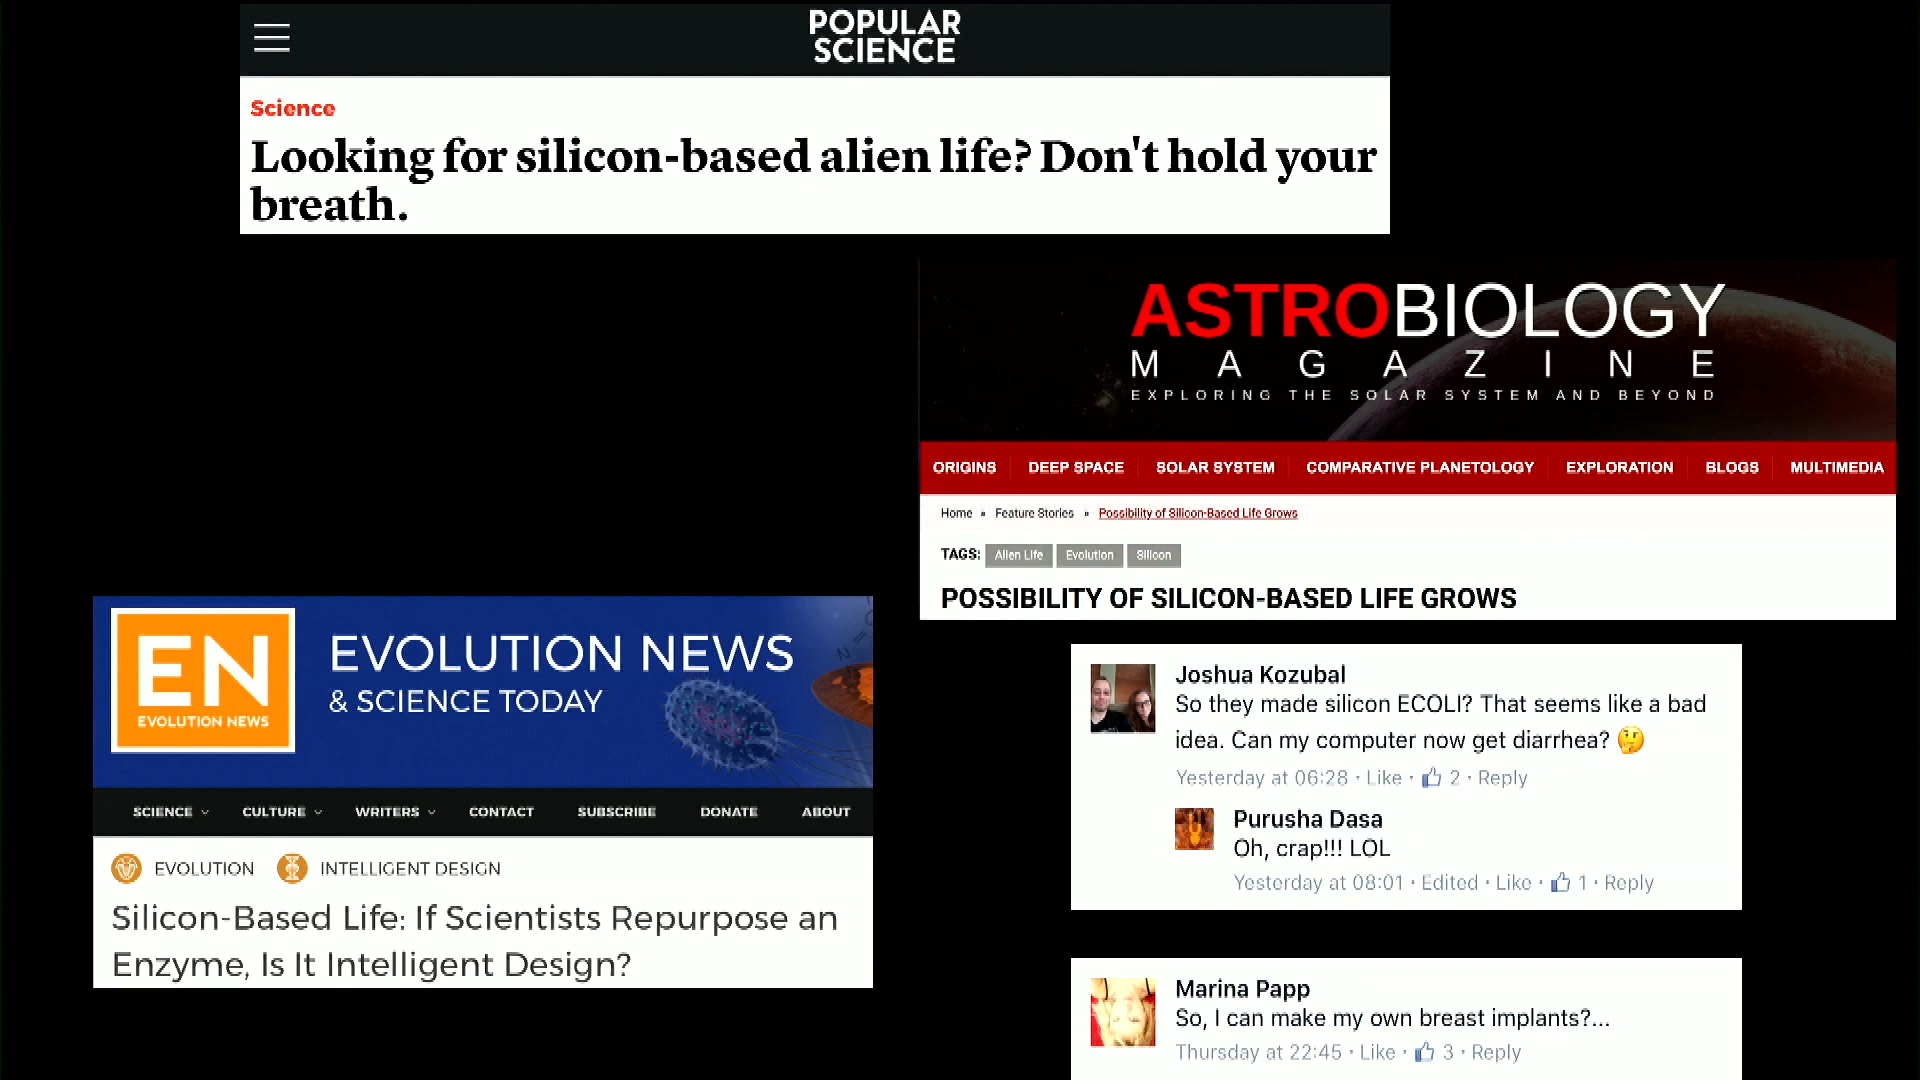 POPULAR
SCIENCE
Science
Looking for silicon-based alien life? Don't hold your
breath.
ASTROBIOLOGY
MAGAZINE
EXPLORING THE SOLAR SYSTEM AND BEYOND
ORIGINS DEEP SPACE SOLAR SYSTEM COMPARATIVE PLANETOLOGY EXPLORATION BLOGS MULTIMEDIA
Home » Feature Stories » Possibility of Silicon-Based Life Grows
TAGS: Alien Life Evolution Silicon
POSSIBILITY OF SILICON-BASED LIFE GROWS
EN
EVOLUTION NEWS
EVOLUTION NEWS
& SCIENCE TODAY
SCIENCE CULTURE WRITERS CONTACT SUBSCRIBE DONATE ABOUT
EVOLUTION INTELLIGENT DESIGN
Silicon-Based Life: If Scientists Repurpose an
Enzyme, Is It Intelligent Design?
Joshua Kozubal
So they made silicon ECOLI? That seems like a bad
idea. Can my computer now get diarrhea? 🤔
Yesterday at 06:28 · Like · 2 · Reply
Purusha Dasa
Oh, crap!!! LOL
Yesterday at 08:01 · Edited · Like · 1 · Reply
Marina Papp
So, I can make my own breast implants?...
Thursday at 22:45 · Like · 3 · Reply